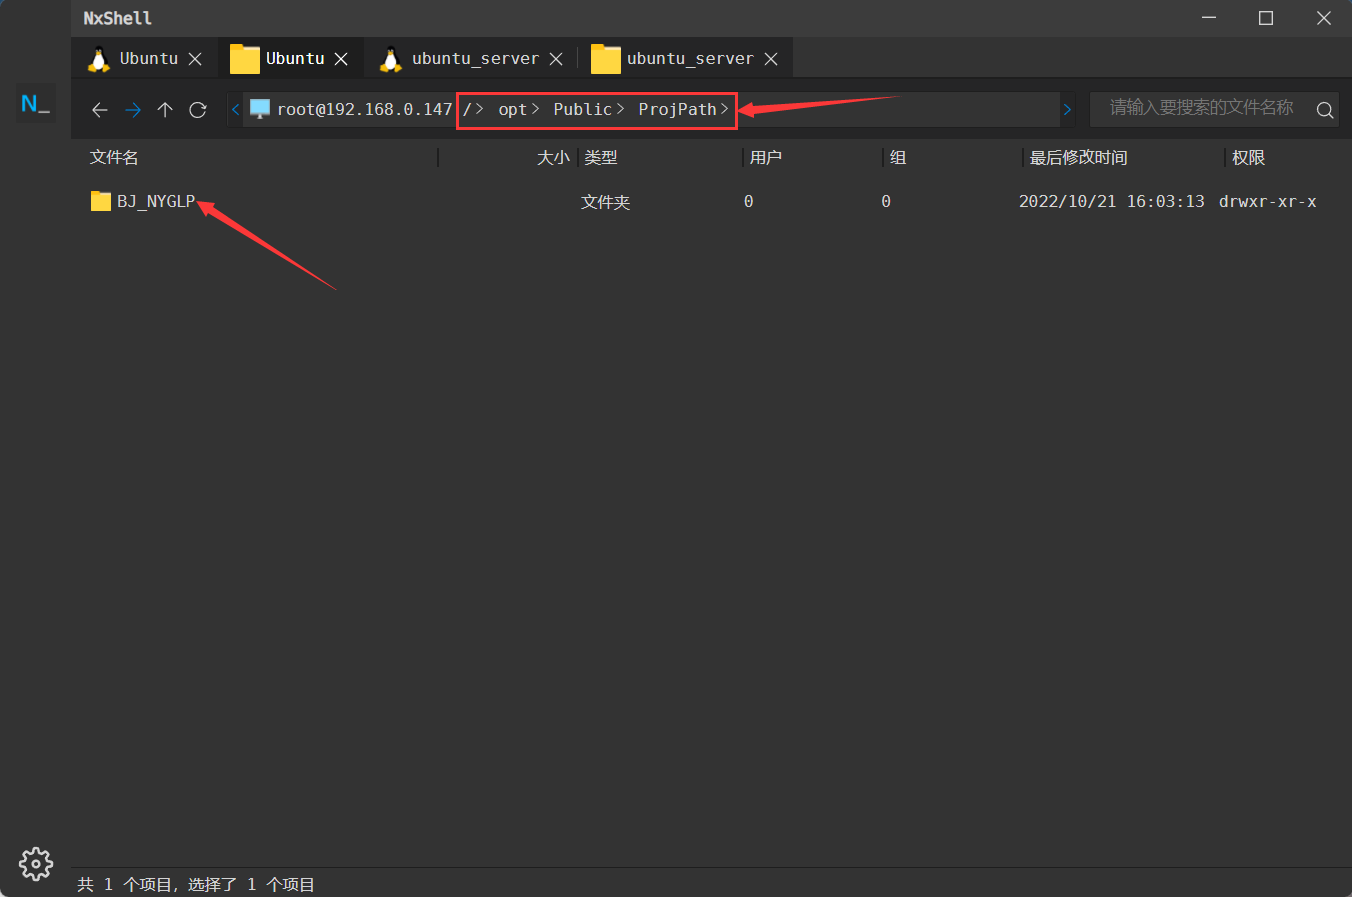 NxShell
Ubuntu Ubuntu ubuntu_server ubuntu_server
N_
root@192.168.0.147 /> opt> Public> ProjPath> 请输入要搜索的文件名称
文件名 大小 类型 用户 组 最后修改时间 权限
BJ_NYGLP 文件夹 0 0 2022/10/21 16:03:13 drwxr-xr-x
共 1 个项目，选择了 1 个项目